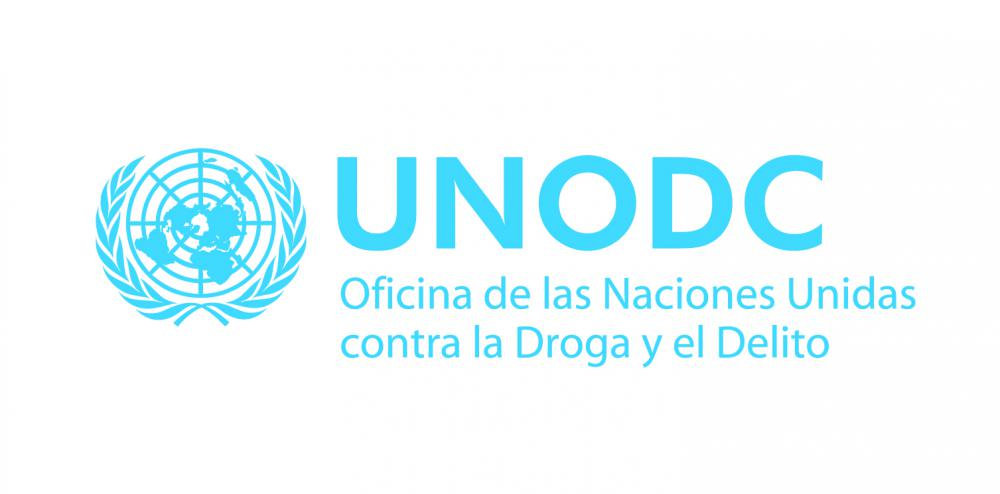 UNODC
Oficina de las Naciones Unidas
contra la Droga y el Delito